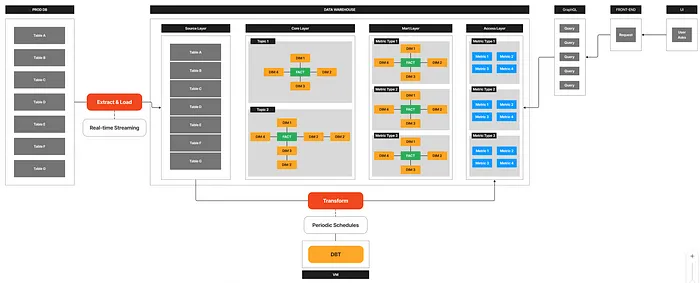 PROD DB
Table A
Table B
Table C
Table D
Table E
Table F
Table G
Extract & Load
Real-time Streaming
DATA WAREHOUSE
Source Layer
Table A
Table B
Table C
Table D
Table E
Table F
Table G
Core Layer
Topic 1
DIM 1
DIM 4
FACT
DIM 2
DIM 3
Topic 2
DIM 1
DIM 4
FACT
DIM 3
DIM 2
DIM 3
DIM 2
Mart Layer
Metric Type 1
DIM 1
DIM 4
FACT
DIM 2
DIM 3
Metric Type 2
DIM 1
DIM 4
FACT
DIM 2
DIM 3
Metric Type 3
DIM 1
DIM 4
FACT
DIM 2
DIM 3
Access Layer
Metric Type 1
Metric 1
Metric 2
Metric 3
Metric 4
Metric Type 2
Metric 1
Metric 2
Metric 3
Metric 4
Metric Type 3
Metric 1
Metric 2
Metric 3
Metric 4
GraphQL
Query
Query
Query
Query
Query
FRONT-END
Request
UI
User
Asks
Transform
Periodic Schedules
DBT
VM